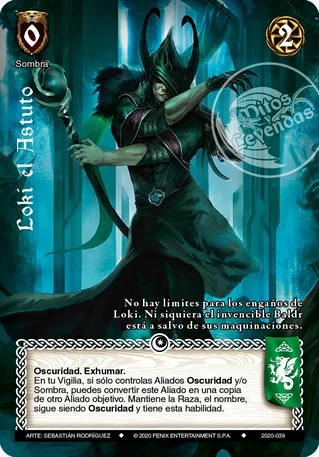 0
2
Sombra
Mitos
y
Leyendas
Loki el Astuto
No hay limites para los engaños de
Loki. Ni siquiera el invencible Baldr
está a salvo de sus maquinaciones.
Oscuridad. Exhumar.
En tu Vigilia, si sólo controlas Aliados Oscuridad y/o
Sombra, puedes convertir este Aliado en una copia
de otro Aliado objetivo. Mantiene la Raza, el nombre,
sigue siendo Oscuridad y tiene esta habilidad.
ARTE: SEBASTIÁN RODRÍGUEZ ◆ © 2020 FENIX ENTERTAINMENT S.P.A. ◆ 2020-039